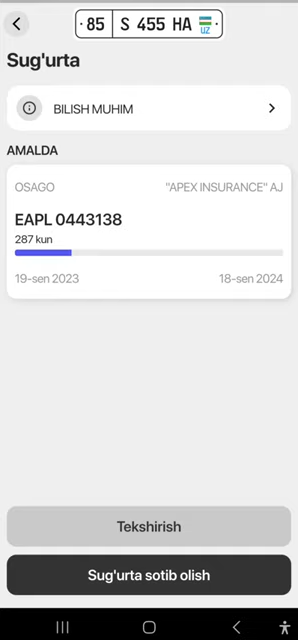 85 S 455 HA UZ
Sug'urta
BILISH MUHIM
AMALDA
OSAGO "APEX INSURANCE" AJ
EAPL 0443138
287 kun
19-sen 2023 18-sen 2024
Tekshirish
Sug'urta sotib olish